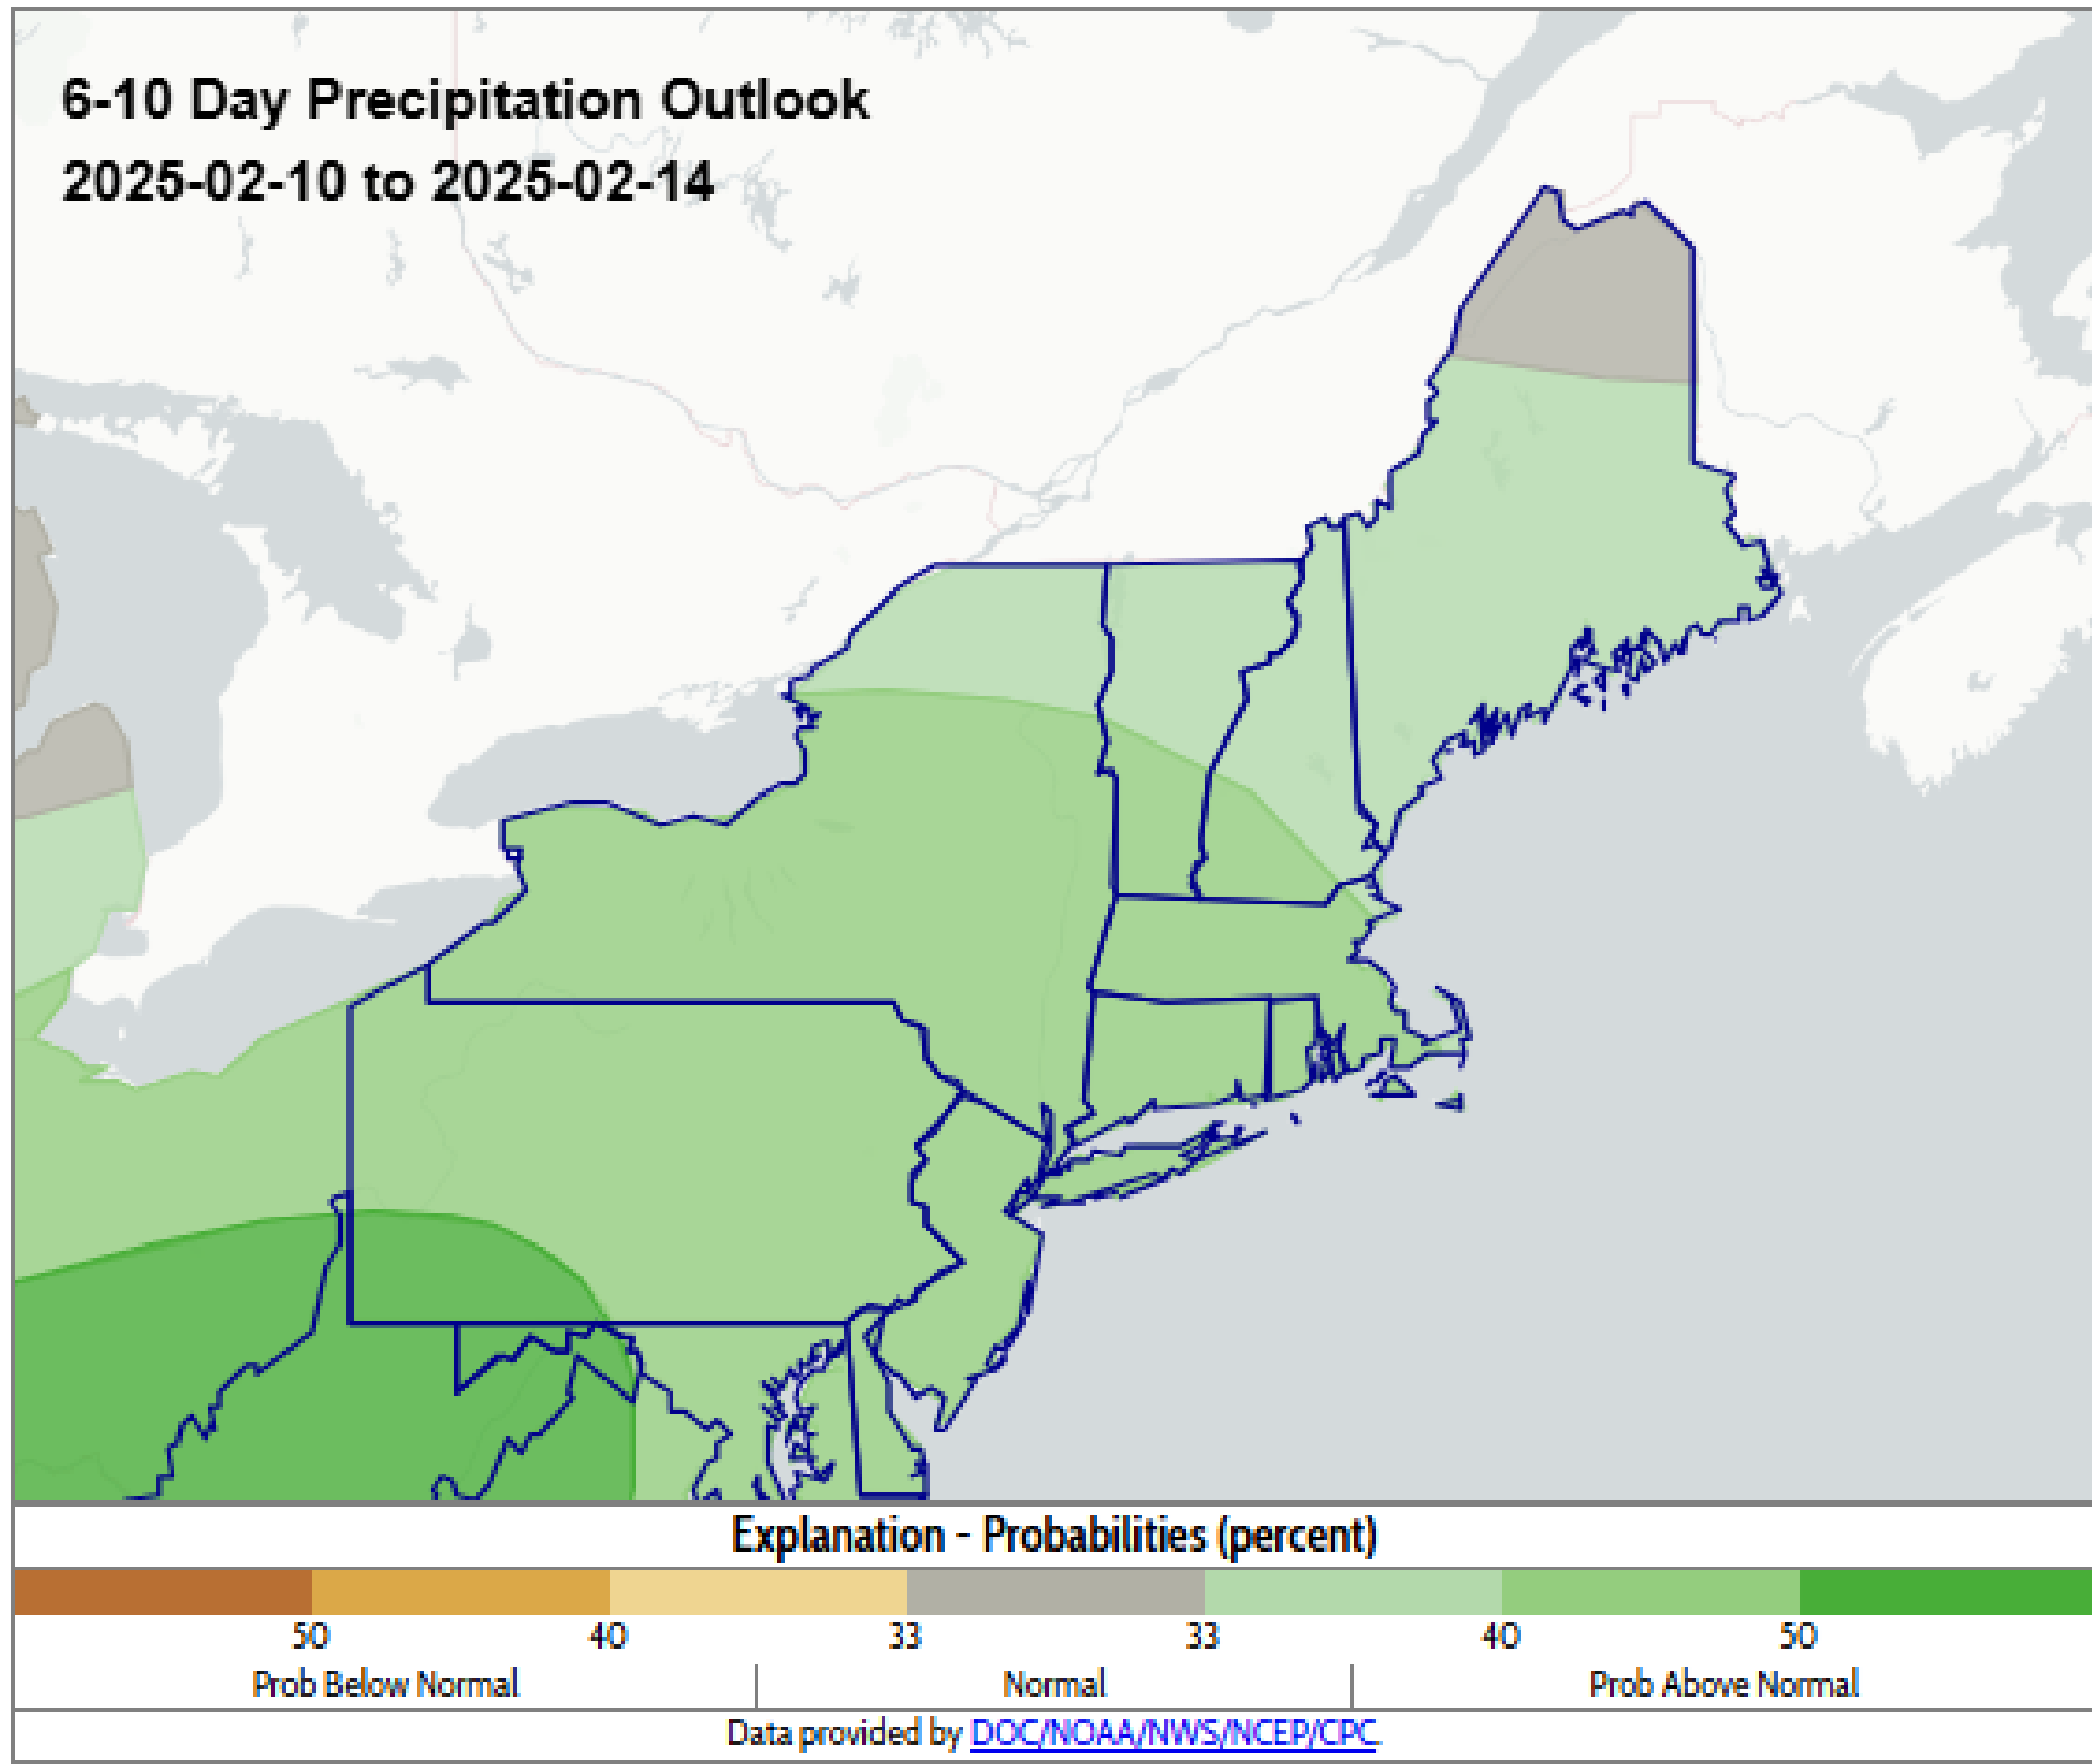 6-10 Day Precipitation Outlook
2025-02-10 to 2025-02-14
Explanation - Probabilities (percent)
50 40 33 33 40 50
Prob Below Normal Normal Prob Above Normal
Data provided by DOC/NOAA/NWS/NCEP/CPC.